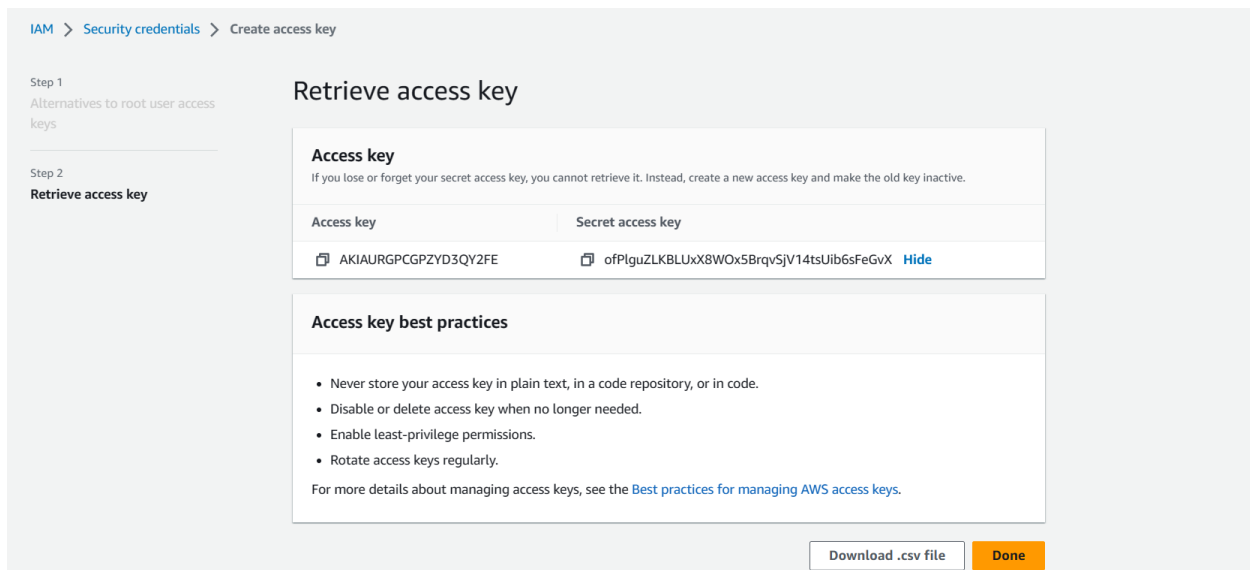 IAM > Security credentials > Create access key
Step 1
Alternatives to root user access
keys
Step 2
Retrieve access key
Retrieve access key
Access key
If you lose or forget your secret access key, you cannot retrieve it. Instead, create a new access key and make the old key inactive.
Access key Secret access key
AKIAURGPCGPZYD3QY2FE ofPlguZLKBLUxX8WOx5BrqvSjV14tsUib6sFeGvX Hide
Access key best practices
• Never store your access key in plain text, in a code repository, or in code.
• Disable or delete access key when no longer needed.
• Enable least-privilege permissions.
• Rotate access keys regularly.
For more details about managing access keys, see the Best practices for managing AWS access keys.
Download .csv file Done